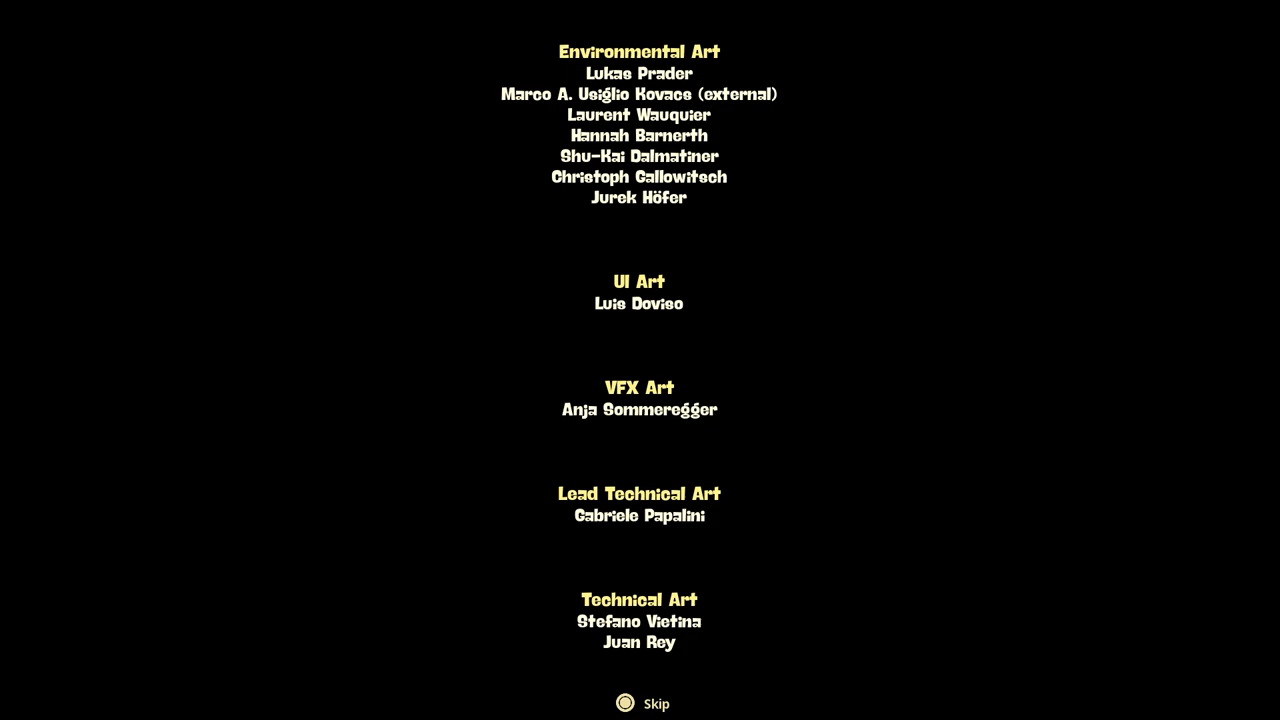 Environmental Art
Lukas Prader
Marco A. Usiglio Kovacs (external)
Laurent Wauquier
Hannah Barnerth
Shu-Kai Dalmatiner
Christoph Gallowitsch
Jurek Höfer
UI Art
Luis Doviso
VFX Art
Anja Sommeregger
Lead Technical Art
Gabriele Papalini
Technical Art
Stefano Vietina
Juan Rey
Skip